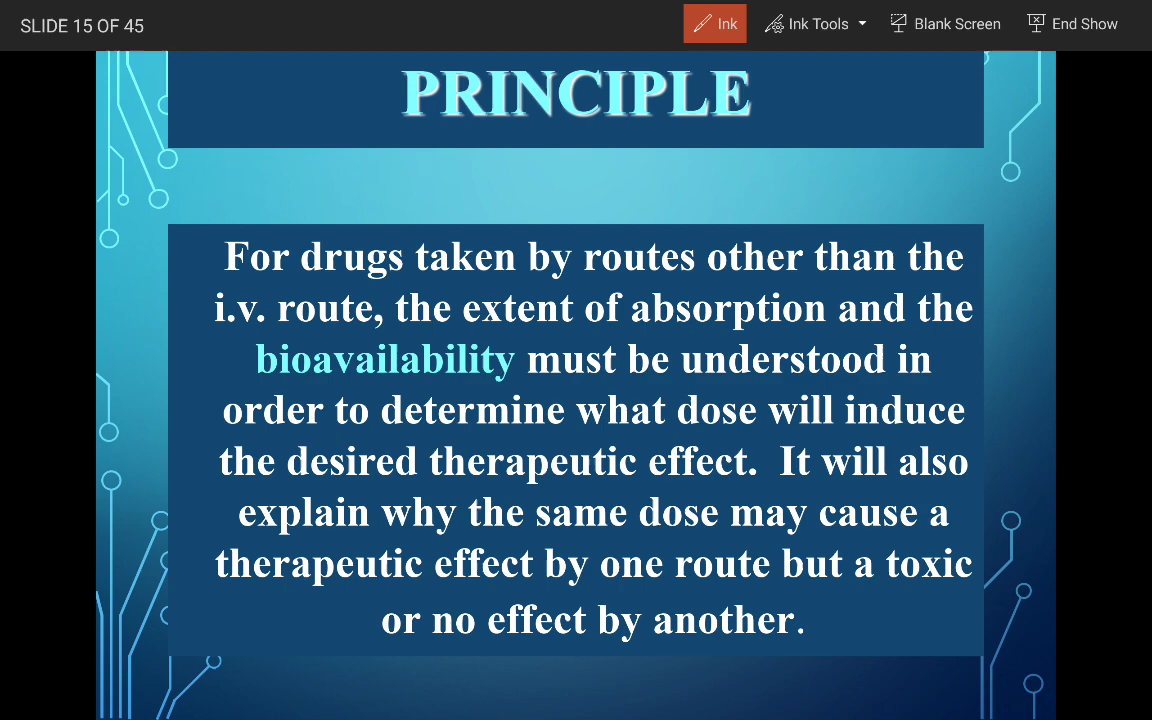 SLIDE 15 OF 45
Ink
Ink Tools
Blank Screen
End Show
PRINCIPLE
For drugs taken by routes other than the
i.v. route, the extent of absorption and the
bioavailability must be understood in
order to determine what dose will induce
the desired therapeutic effect.  It will also
explain why the same dose may cause a
therapeutic effect by one route but a toxic
or no effect by another.